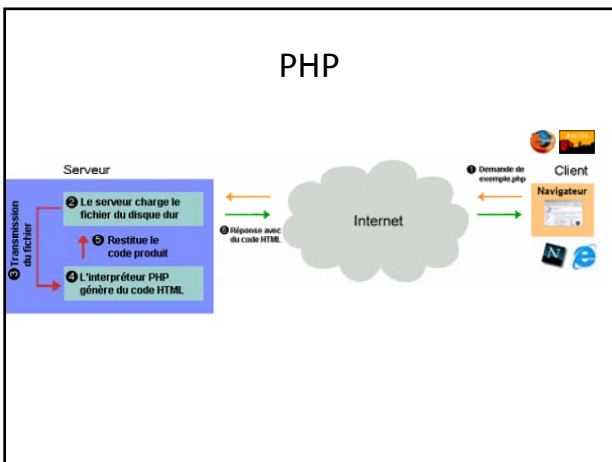 PHP
Serveur
❷ Le serveur charge le
fichier du disque dur
❸ Transmission
du fichier
❺ Restitue le
code produit
❹ L'interpréteur PHP
génère du code HTML
❻ Réponse avec
du code HTML
Internet
❶ Demande de
exemple.php
Client
Navigateur
N